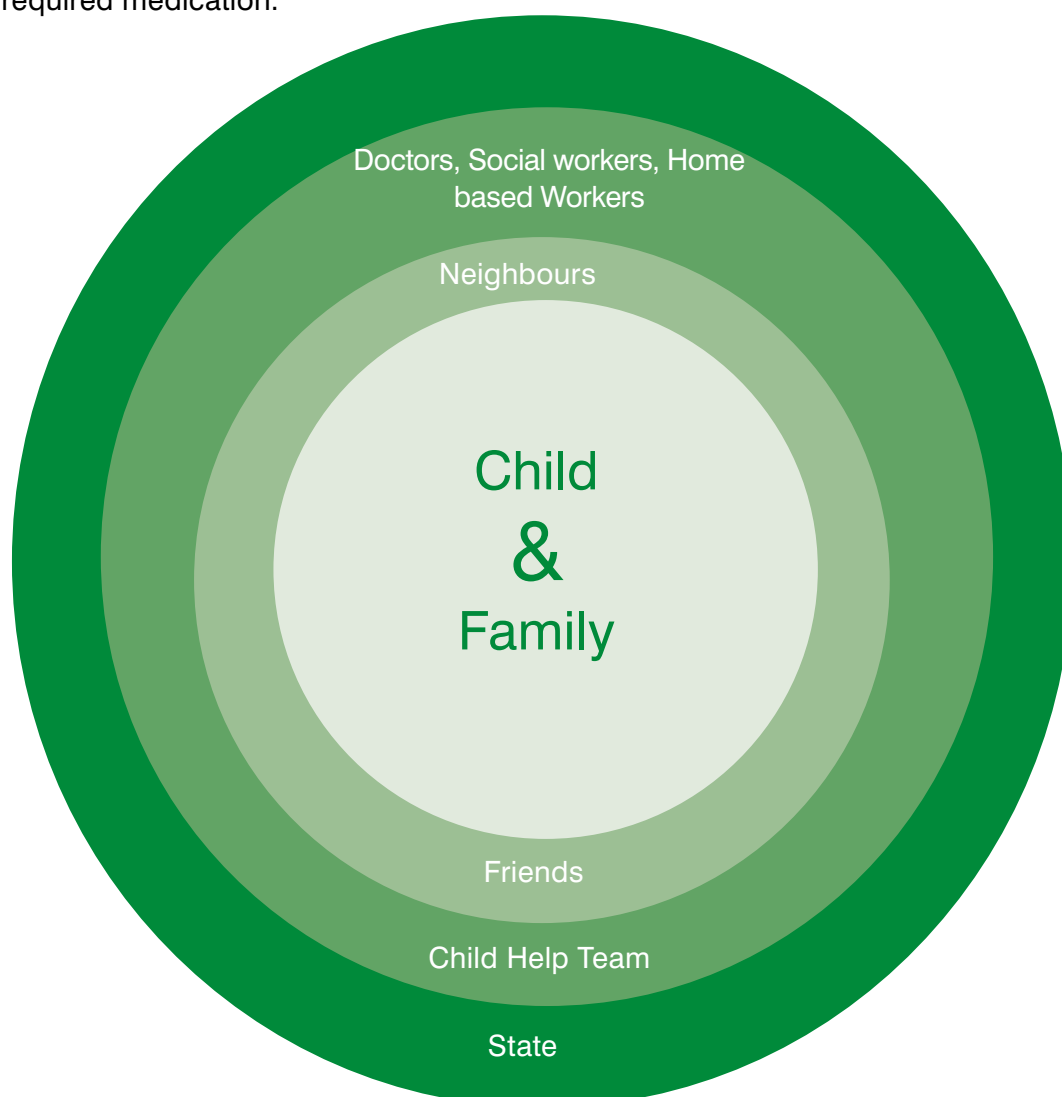 required medication.
Doctors, Social workers, Home
based Workers
Neighbours
Child
&
Family
Friends
Child Help Team
State